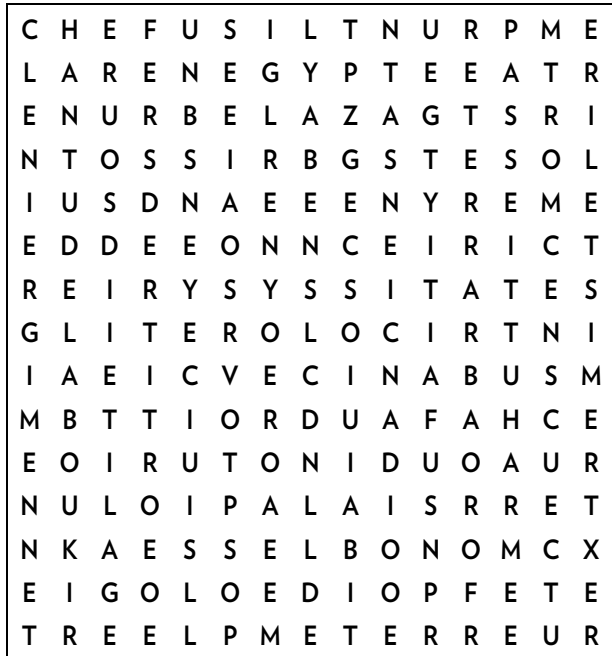 C H E F U S I L T N U R P M E
L A R E N E G Y P T E E A T R
E N U R B E L A Z A G T S R I
N T O S S I R B G S T E S O L
I U S D N A E E E N Y R E M E
E D D E E O N N C E I R I C T
R E I R Y S Y S S I T A T E S
G L I T E R O L O C I R T N I
I A E I C V E C I N A B U S M
M B T T I O R D U A F A H C E
E O I R U T O N I D U O A U R
N U L O I P A L A I S R R E T
N K A E S S E L B O N O M C X
E I G O L O E D I O P F E T E
T R E E L P M E T E R R E U R